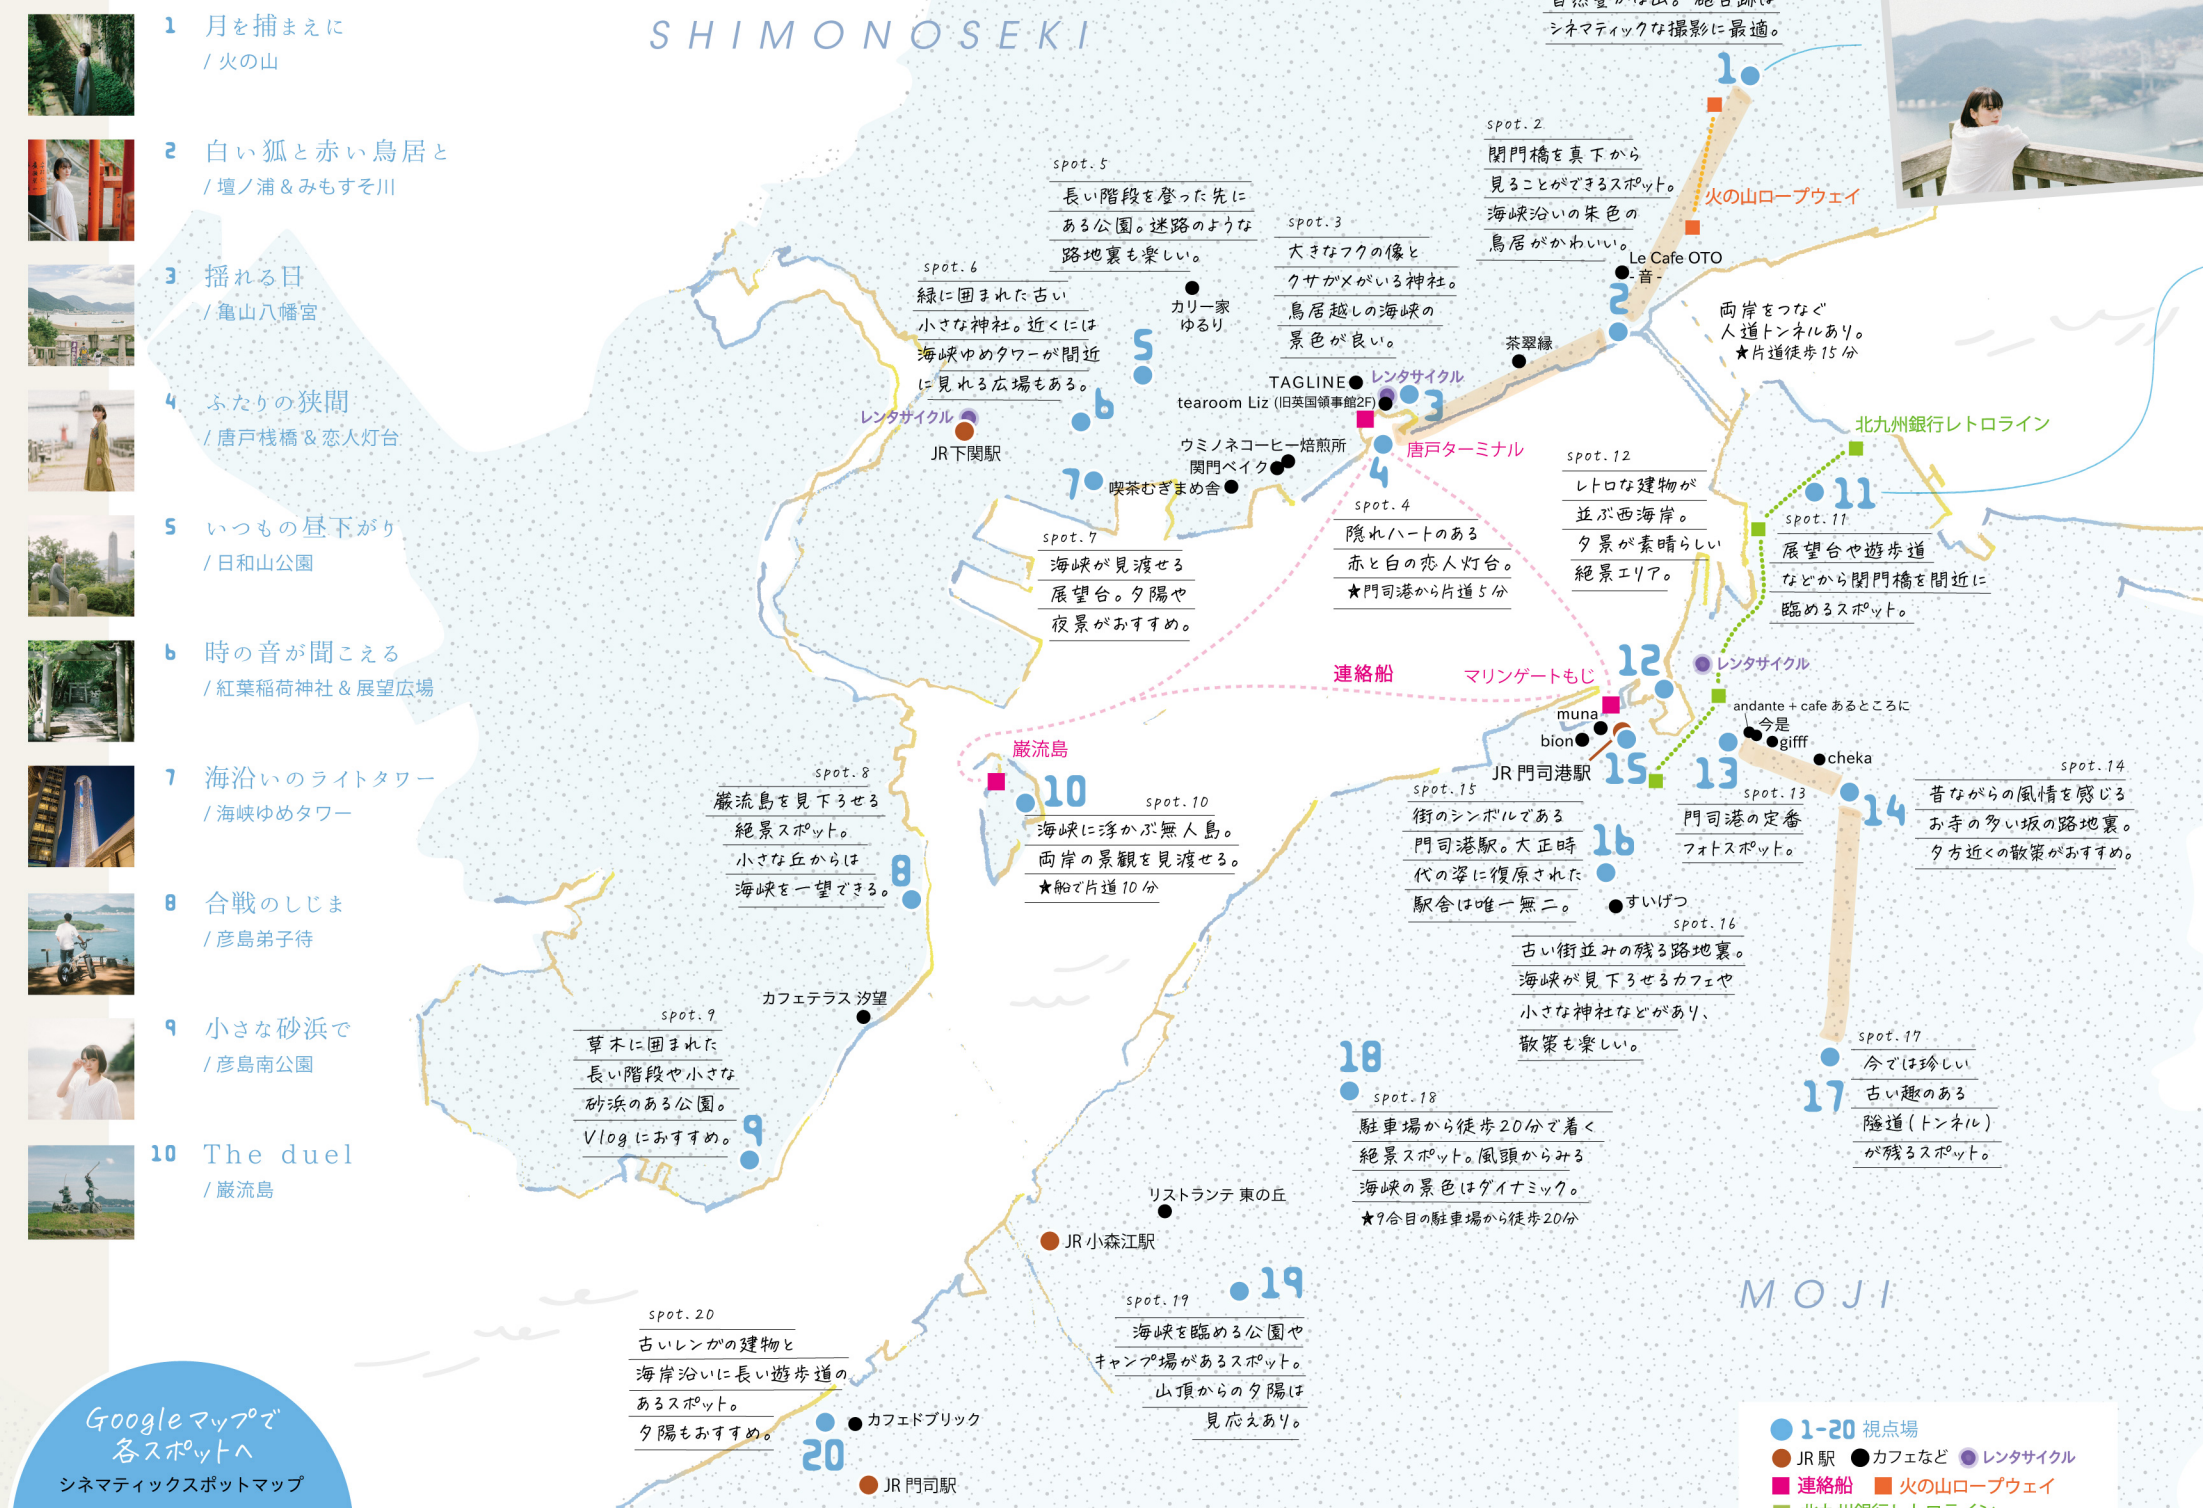 SHIMONOSEKI
1 月を捕まえに
/ 火の山
2 白い狐と赤い鳥居と
/ 壇ノ浦＆みもすそ川
3 揺れる日
/ 亀山八幡宮
4 ふたりの狭間
/ 唐戸桟橋＆恋人灯台
5 いつもの昼下がり
/ 日和山公園
6 時の音が聞こえる
/ 紅葉稲荷神社＆展望広場
7 海沿いのライトタワー
/ 海峡ゆめタワー
8 合戦のしじま
/ 彦島弟子待
9 小さな砂浜で
/ 彦島南公園
10 The duel
/ 巌流島
Googleマップで
各スポットへ
シネマティックスポットマップ
シネマティックな撮影に最適。
1
火の山ロープウェイ
spot.2
関門橋を真下から
見ることができるスポット。
海峡沿いの朱色の
鳥居がかわいい。
Le Cafe OTO
- 音 -
2
両岸をつなぐ
人道トンネルあり。
★片道徒歩15分
茶翠縁
spot.5
長い階段を登った先に
ある公園。迷路のような
路地裏も楽しい。
カリー家
ゆるり
5
spot.3
大きなフクの像と
クサガメがいる神社。
鳥居越しの海峡の
景色が良い。
TAGLINE
レンタサイクル
tearoom Liz (旧英国領事館2F)
3
spot.6
緑に囲まれた古い
小さな神社。近くには
海峡ゆめタワーが間近
に見れる広場もある。
6
レンタサイクル
JR下関駅
ウミノネコーヒー焙煎所
関門ベイク
7
喫茶むぎまめ舎
唐戸ターミナル
4
spot.4
隠れハートのある
赤と白の恋人灯台。
★門司港から片道5分
spot.7
海峡が見渡せる
展望台。夕陽や
夜景がおすすめ。
spot.12
レトロな建物が
並ぶ西海岸。
夕景が素晴らしい
絶景エリア。
北九州銀行レトロライン
11
spot.11
展望台や遊歩道
などから関門橋を間近に
臨めるスポット。
連絡船
マリンゲートもじ
12
レンタサイクル
muna
bion
JR 門司港駅
15
andante + cafe あるところに
今是
gifff
cheka
13
spot.13
門司港の定番
フォトスポット。
14
spot.14
昔ながらの風情を感じる
お寺の多い坂の路地裏。
夕方近くの散策がおすすめ。
spot.15
街のシンボルである
門司港駅。大正時
代の姿に復原された
駅舎は唯一無二。
16
すいげつ
spot.16
古い街並みの残る路地裏。
海峡が見下ろせるカフェや
小さな神社などがあり、
散策も楽しい。
巌流島
10
spot.10
海峡に浮かぶ無人島。
両岸の景観を見渡せる。
★船で片道10分
spot.8
巌流島を見下ろせる
絶景スポット。
小さな丘からは
海峡を一望できる。
8
カフェテラス 汐望
spot.9
草木に囲まれた
長い階段や小さな
砂浜のある公園。
Vlogにおすすめ。
9
spot.17
今では珍しい
古い趣のある
隧道(トンネル)
が残るスポット。
17
18
spot.18
駐車場から徒歩20分で着く
絶景スポット。風頭からみる
海峡の景色はダイナミック。
★9合目の駐車場から徒歩20分
リストランテ 東の丘
JR 小森江駅
19
spot.19
海峡を臨める公園や
キャンプ場があるスポット。
山頂からの夕陽は
見応えあり。
spot.20
古いレンガの建物と
海岸沿いに長い遊歩道の
あるスポット。
夕陽もおすすめ。
カフェドブリック
20
JR 門司駅
MOJI
1-20 視点場
JR 駅 カフェなど レンタサイクル
連絡船 火の山ロープウェイ